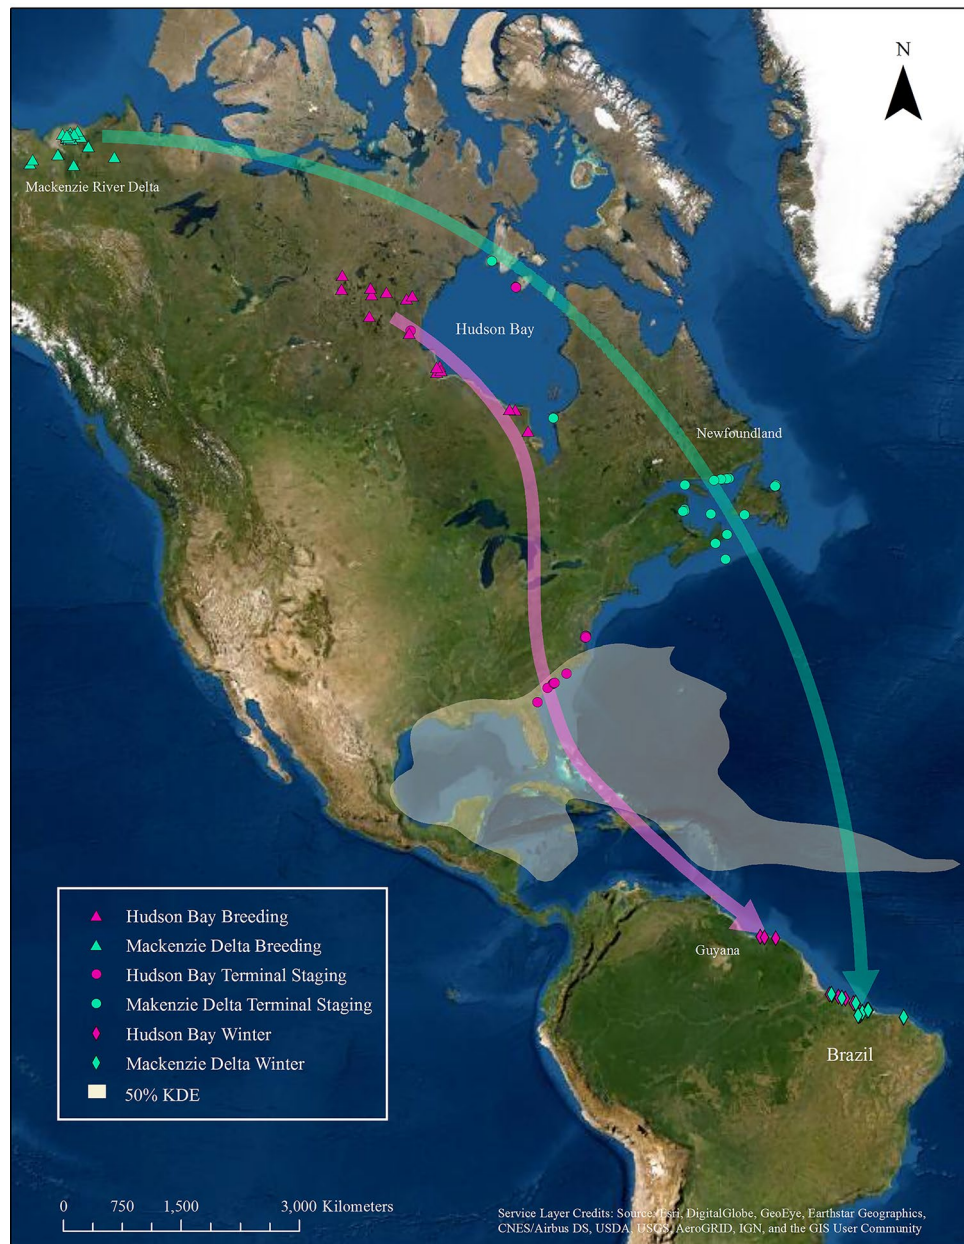 N
Mackenzie River Delta
Hudson Bay
Newfoundland
Guyana
Brazil
Hudson Bay Breeding
Mackenzie Delta Breeding
Hudson Bay Terminal Staging
Makenzie Delta Terminal Staging
Hudson Bay Winter
Mackenzie Delta Winter
50% KDE
0 750 1,500 3,000 Kilometers
Service Layer Credits: Source: Esri, DigitalGlobe, GeoEye, Earthstar Geographics,
CNES/Airbus DS, USDA, USGS, AeroGRID, IGN, and the GIS User Community